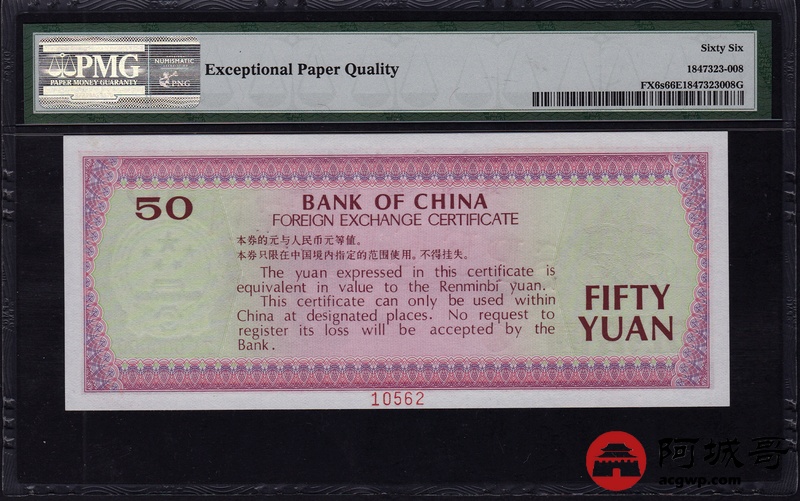 PMG
PAPER MONEY GUARANTY
NUMISMATIC
PNG
Exceptional Paper Quality
Sixty Six
1847323-008
FX6s66E1847323008G
50
BANK OF CHINA
FOREIGN EXCHANGE CERTIFICATE
本券的元与人民币元等值。
本券只限在中国境内指定的范围使用。不得挂失。
The yuan expressed in this certificate is
equivalent in value to the Renminbi yuan.
This certificate can only be used within
China at designated places. No request to
register its loss will be accepted by the
Bank.
FIFTY
YUAN
10562
阿城哥
acgwp.com